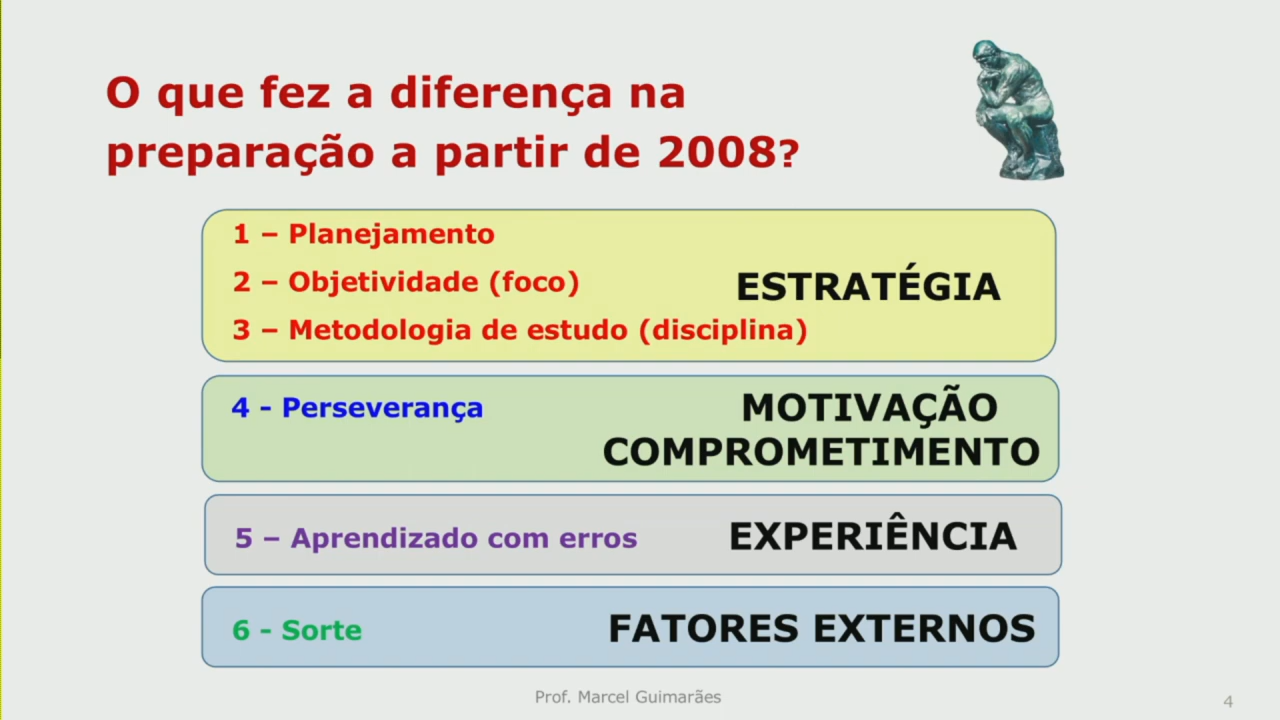 O que fez a diferença na
preparação a partir de 2008?
1 – Planejamento
2 – Objetividade (foco)
ESTRATÉGIA
3 – Metodologia de estudo (disciplina)
4 - Perseverança
MOTIVAÇÃO
COMPROMETIMENTO
5 – Aprendizado com erros
EXPERIÊNCIA
6 - Sorte
FATORES EXTERNOS
Prof. Marcel Guimarães
4